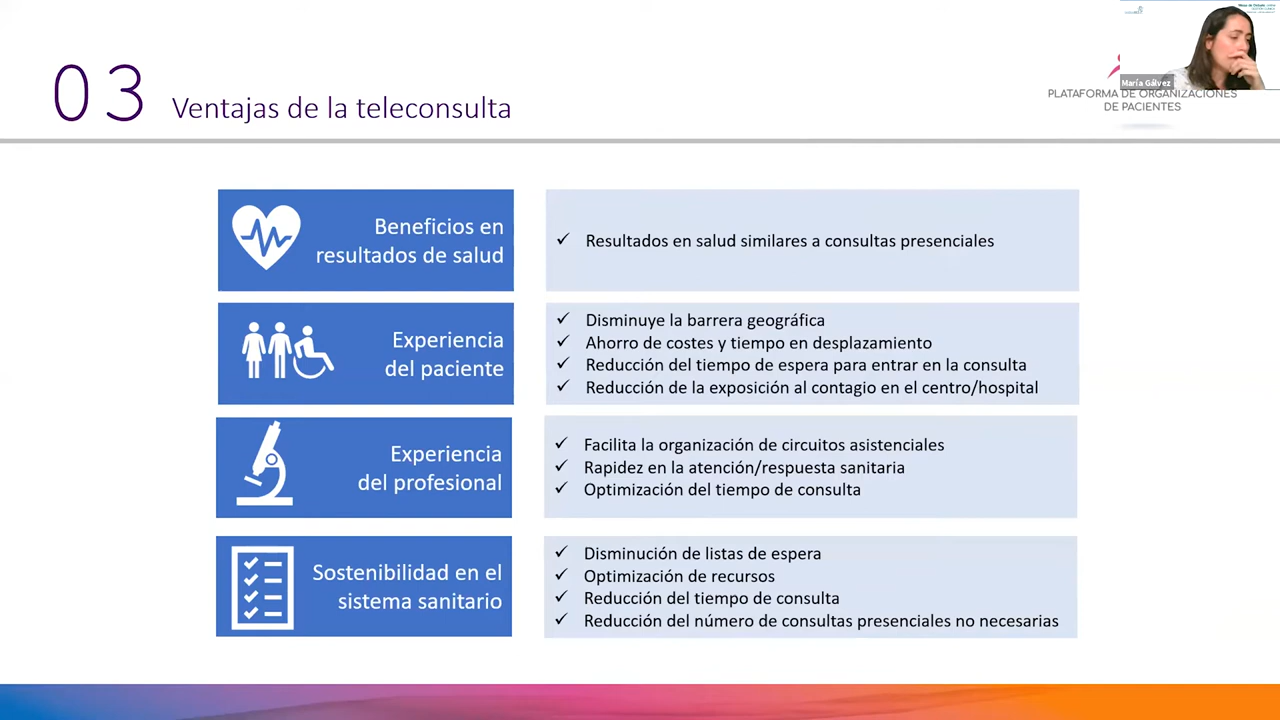 03
Ventajas de la teleconsulta
María Gálvez
PLATAFORMA DE ORGANIZACIONES
DE PACIENTES
Beneficios en
resultados de salud
✓ Resultados en salud similares a consultas presenciales
Experiencia
del paciente
✓ Disminuye la barrera geográfica
✓ Ahorro de costes y tiempo en desplazamiento
✓ Reducción del tiempo de espera para entrar en la consulta
✓ Reducción de la exposición al contagio en el centro/hospital
Experiencia
del profesional
✓ Facilita la organización de circuitos asistenciales
✓ Rapidez en la atención/respuesta sanitaria
✓ Optimización del tiempo de consulta
Sostenibilidad en el
sistema sanitario
✓ Disminución de listas de espera
✓ Optimización de recursos
✓ Reducción del tiempo de consulta
✓ Reducción del número de consultas presenciales no necesarias